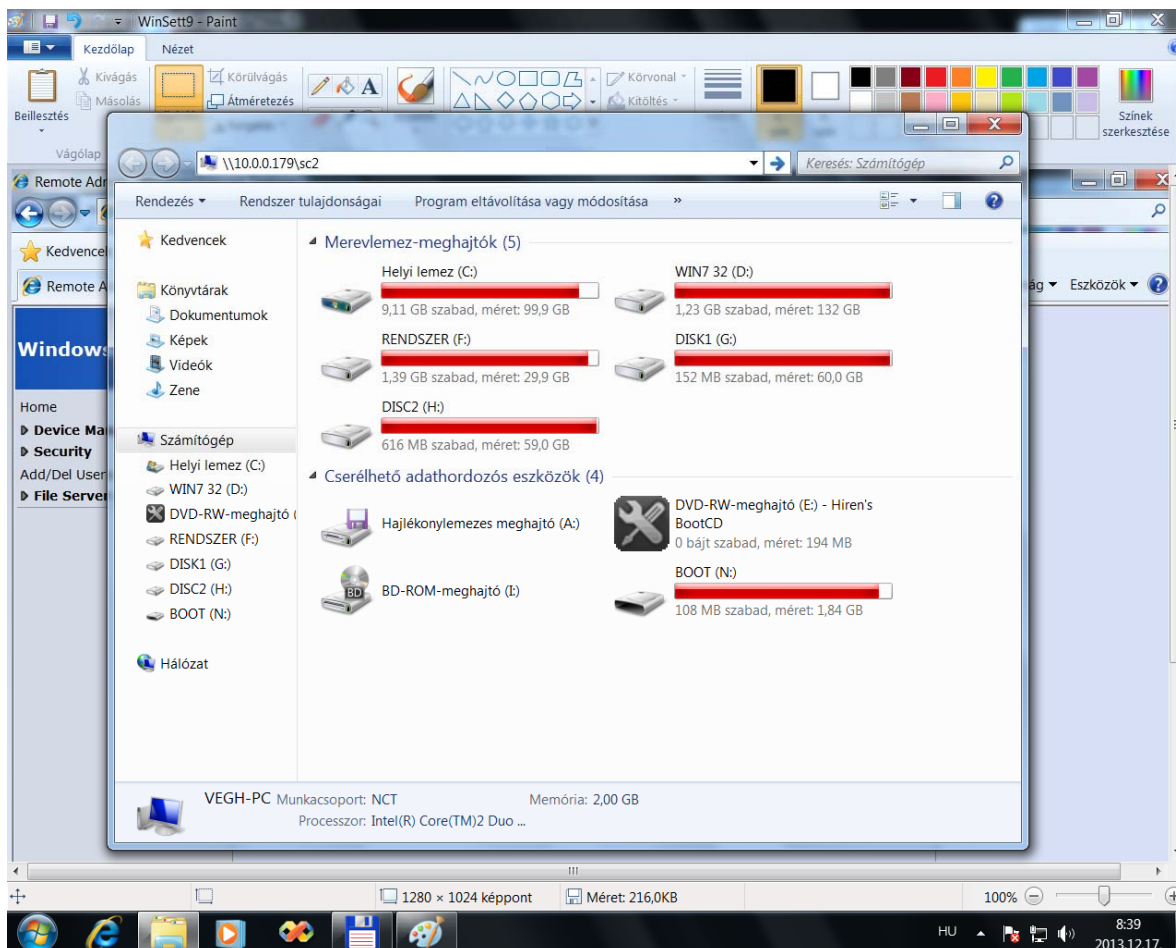 WinSett9 - Paint
Kezdőlap Nézet
Kivágás
Másolás
Beillesztés
Vágólap
Körülvágás
Átméretezés
A
Körvonal
Kitöltés
Színek
szerkesztése
\\10.0.0.179\sc2
Keresés: Számítógép
Rendezés Rendszer tulajdonságai Program eltávolítása vagy módosítása »
Kedvencek
Könyvtárak
Dokumentumok
Képek
Videók
Zene
Számítógép
Helyi lemez (C:)
WIN7 32 (D:)
DVD-RW-meghajtó (
RENDSZER (F:)
DISK1 (G:)
DISC2 (H:)
BOOT (N:)
Hálózat
Merevlemez-meghajtók (5)
Helyi lemez (C:)
9,11 GB szabad, méret: 99,9 GB
WIN7 32 (D:)
1,23 GB szabad, méret: 132 GB
RENDSZER (F:)
1,39 GB szabad, méret: 29,9 GB
DISK1 (G:)
152 MB szabad, méret: 60,0 GB
DISC2 (H:)
616 MB szabad, méret: 59,0 GB
Cserélhető adathordozós eszközök (4)
Hajlékonylemezes meghajtó (A:)
DVD-RW-meghajtó (E:) - Hiren's
BootCD
0 bájt szabad, méret: 194 MB
BD
BD-ROM-meghajtó (I:)
BOOT (N:)
108 MB szabad, méret: 1,84 GB
VEGH-PC Munkacsoport: NCT Memória: 2,00 GB
Processzor: Intel(R) Core(TM)2 Duo ...
Remote Adr
Kedvencel
Remote A
ág Eszközök
Windows
Home
Device Ma
Security
Add/Del User
File Server
1280 × 1024 képpont Méret: 216,0KB 100%
HU 8:39
2013.12.17